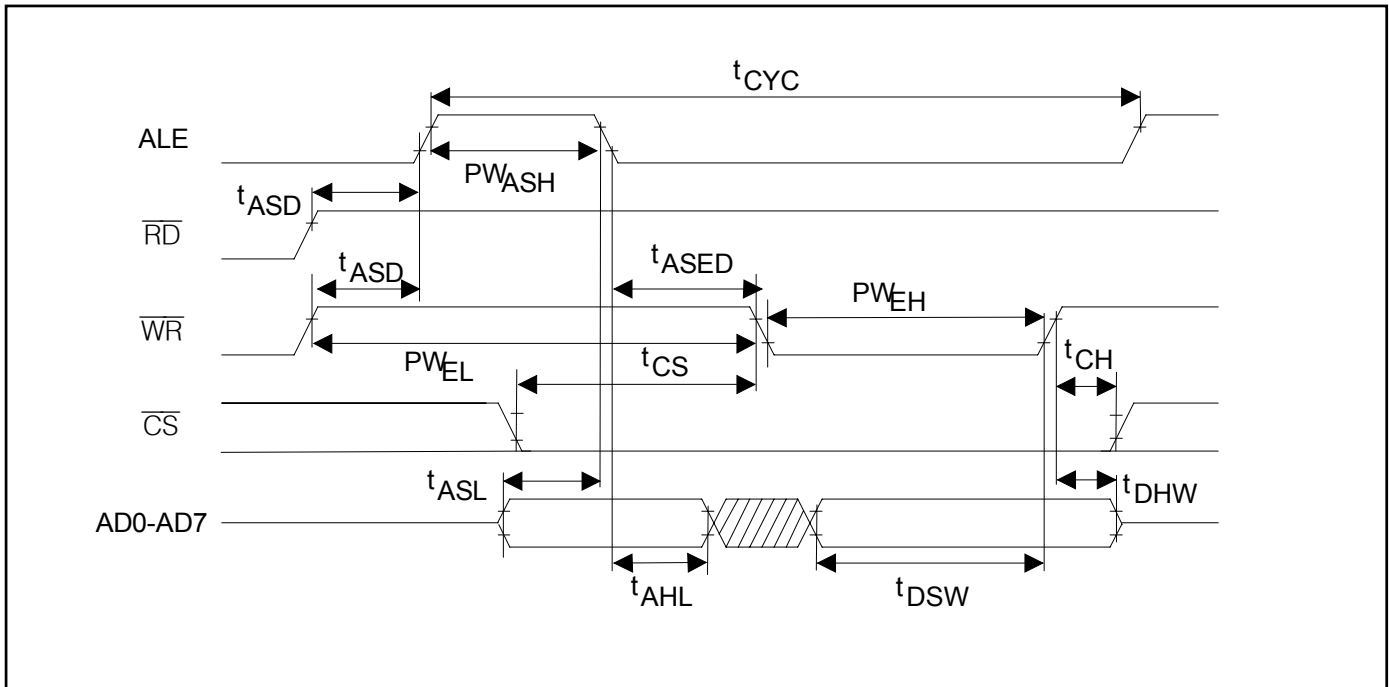 tCYC
ALE
PWASH
tASD
RD
tASD
tASED
PWEH
WR
PWEL
tCS
tCH
CS
tASL
tDHW
AD0-AD7
tAHL
tDSW